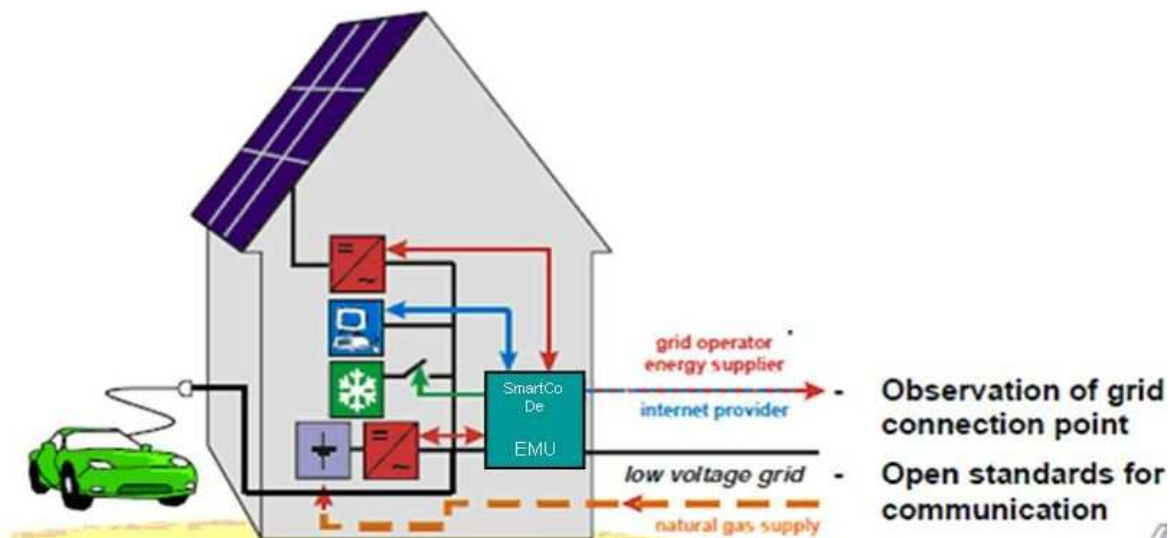 SmartCo
De
EMU
grid operator
energy supplier
internet provider
low voltage grid
natural gas supply
- Observation of grid
connection point
- Open standards for
communication